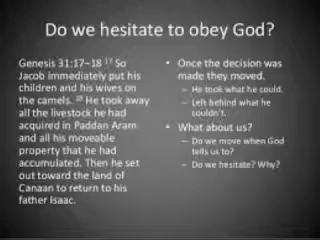 Do we hesitate to obey God?
Genesis 31:17–18 17 So
Jacob immediately put his
children and his wives on
the camels. 18 He took away
all the livestock he had
acquired in Paddan Aram
and all his moveable
property that he had
accumulated. Then he set
out toward the land of
Canaan to return to his
father Isaac.
• Once the decision was
made they moved.
– He took what he could.
– Left behind what he
couldn't.
• What about us?
– Do we move when God
tells us to?
– Do we hesitate? Why?